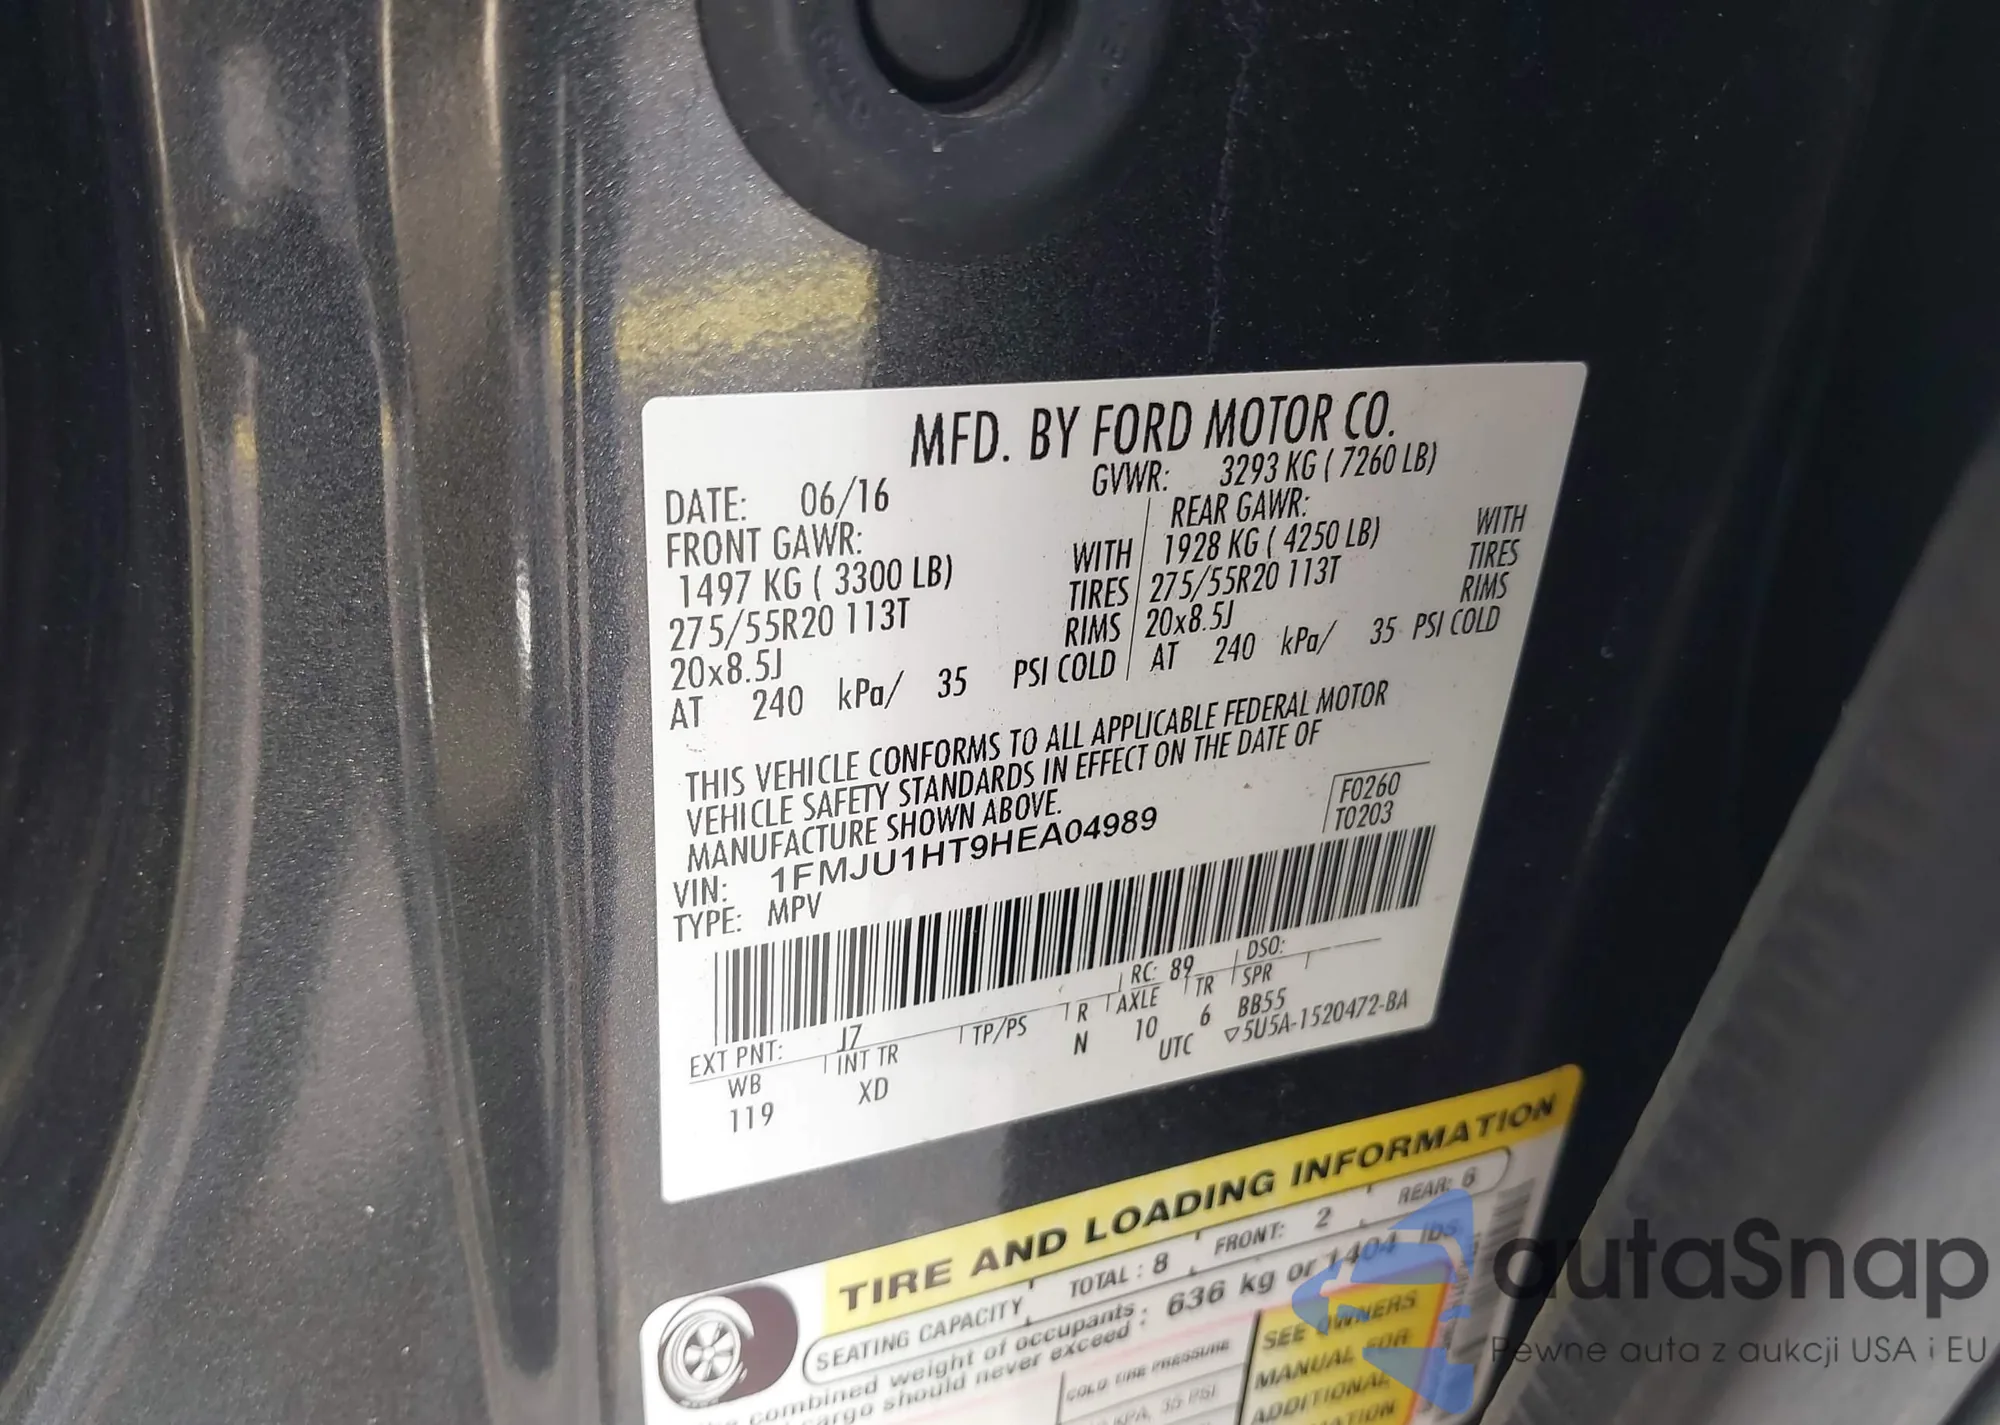 MFD. BY FORD MOTOR CO.
DATE: 06/16 GVWR: 3293 KG ( 7260 LB)
FRONT GAWR: REAR GAWR:
1497 KG ( 3300 LB) WITH 1928 KG ( 4250 LB) WITH
275/55R20 113T TIRES 275/55R20 113T TIRES
20x8.5J RIMS 20x8.5J RIMS
AT 240 kPa/ 35 PSI COLD AT 240 kPa/ 35 PSI COLD
THIS VEHICLE CONFORMS TO ALL APPLICABLE FEDERAL MOTOR
VEHICLE SAFETY STANDARDS IN EFFECT ON THE DATE OF
MANUFACTURE SHOWN ABOVE.
F0260
VIN: 1FMJU1HT9HEA04989 T0203
TYPE: MPV
EXT PNT: J7 RC: 89 DSO:
WB INT TR TP/PS R AXLE TR SPR
119 XD N 10 6 BB55
UTC ▽5U5A-1520472-BA
TIRE AND LOADING INFORMATION
SEATING CAPACITY TOTAL : 8 FRONT: 2 REAR: 6
combined weight of occupants : 636 kg or 1404 lbs.
cargo should never exceed :
COLD TIRE PRESSURE
KPA, 35 PSI
SEE OWNERS
MANUAL FOR
ADDITIONAL
autaSnap
Pewne auta z aukcji USA i EU